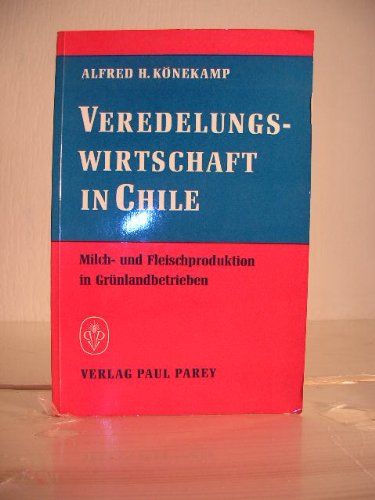 ALFRED H. KÖNEKAMP
VEREDELUNGS-
WIRTSCHAFT
IN CHILE
Milch- und Fleischproduktion
in Grünlandbetrieben
VERLAG PAUL PAREY